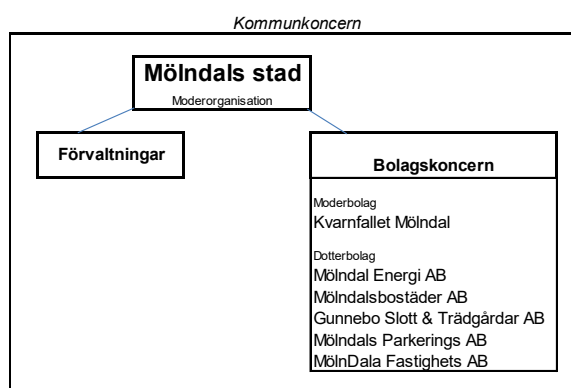 Kommunkoncern
Mölndals stad
Moderorganisation
Förvaltningar
Bolagskoncern
Moderbolag
Kvarnfallet Mölndal
Dotterbolag
Mölndal Energi AB
Mölndalsbostäder AB
Gunnebo Slott & Trädgårdar AB
Mölndals Parkerings AB
MölnDala Fastighets AB